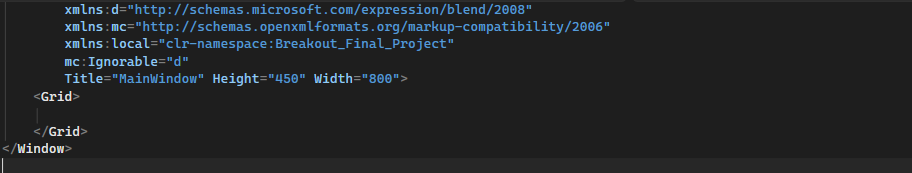 xmlns:d="http://schemas.microsoft.com/expression/blend/2008"
xmlns:mc="http://schemas.openxmlformats.org/markup-compatibility/2006"
xmlns:local="clr-namespace:Breakout_Final_Project"
mc:Ignorable="d"
Title="MainWindow" Height="450" Width="800">
<Grid>
</Grid>
</Window>